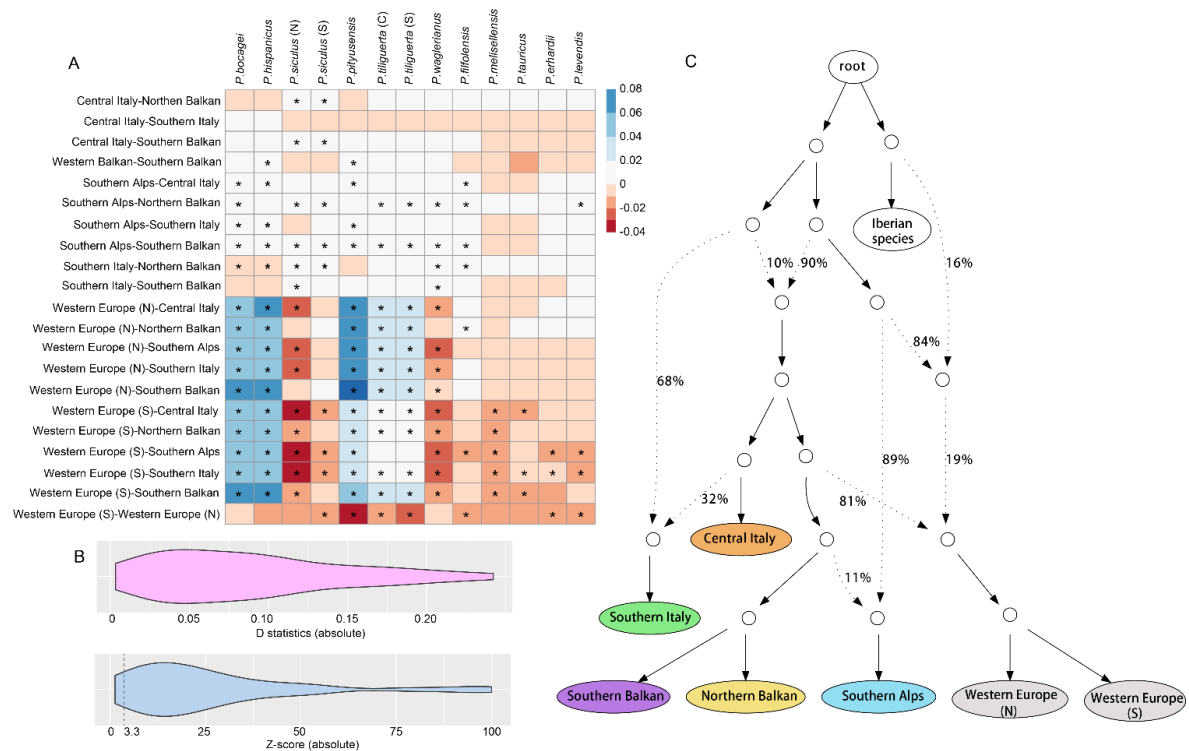 A
P.bocagei
P.hispanicus
P.siculus (N)
P.siculus (S)
P.pityusensis
P.tiliguerta (C)
P.tiliguerta (S)
P.waglerianus
P.filfolensis
P.melisellensis
P.tauricus
P.erhardii
P.levendis
Central Italy-Northen Balkan
* *
Central Italy-Southern Italy
Central Italy-Southern Balkan
* *
Western Balkan-Southern Balkan
* *
Southern Alps-Central Italy
* * * *
Southern Alps-Northern Balkan
* * * * * * * *
Southern Alps-Southern Italy
* * *
Southern Alps-Southern Balkan
* * * * * * * * *
Southern Italy-Northern Balkan
* * * * * *
Southern Italy-Southern Balkan
* *
Western Europe (N)-Central Italy
* * * * * * *
Western Europe (N)-Northern Balkan
* * * * * *
Western Europe (N)-Southern Alps
* * * * * * *
Western Europe (N)-Southern Italy
* * * * * * *
Western Europe (N)-Southern Balkan
* * * * * *
Western Europe (S)-Central Italy
* * * * * * * * * *
Western Europe (S)-Northern Balkan
* * * * * * * *
Western Europe (S)-Southern Alps
* * * * * * * * * *
Western Europe (S)-Southern Italy
* * * * * * * * * * * *
Western Europe (S)-Southern Balkan
* * * * * * * * *
Western Europe (S)-Western Europe (N)
* * * * * * *
0.08
0.06
0.04
0.02
0
-0.02
-0.04
B
0 0.05 0.10 0.15 0.20
D statistics (absolute)
0 3.3 25 50 75 100
Z-score (absolute)
C
root
Iberian
species
10% 90%
16%
84%
68%
89%
19%
32%
81%
Central Italy
11%
Southern Italy
Southern Balkan
Northern Balkan
Southern Alps
Western Europe
(N)
Western Europe
(S)